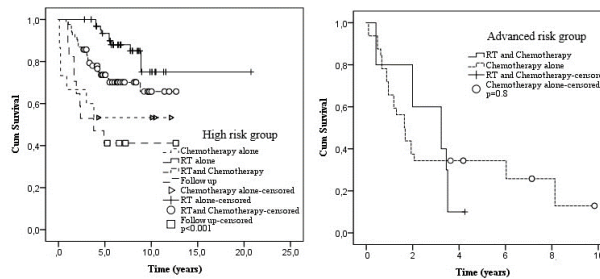 1,0
0,8
0,6
0,4
0,2
0,0
Cum Survival
High risk group
Chemotherapy alone
RT alone
RT and Chemotherapy
Follow up
Chemotherapy alone-censored
RT alone-censored
RT and Chemotherapy-censored
Follow up-censored
p<0.001
,0 5,0 10,0 15,0 20,0 25,0
Time (years)
1,0
0,8
0,6
0,4
0,2
0,0
Cum Survival
Advanced risk group
RT and Chemotherapy
Chemotherapy alone
RT and Chemotherapy-censored
Chemotherapy alone-censored
p=0.8
0 2 4 6 8 10
Time (years)